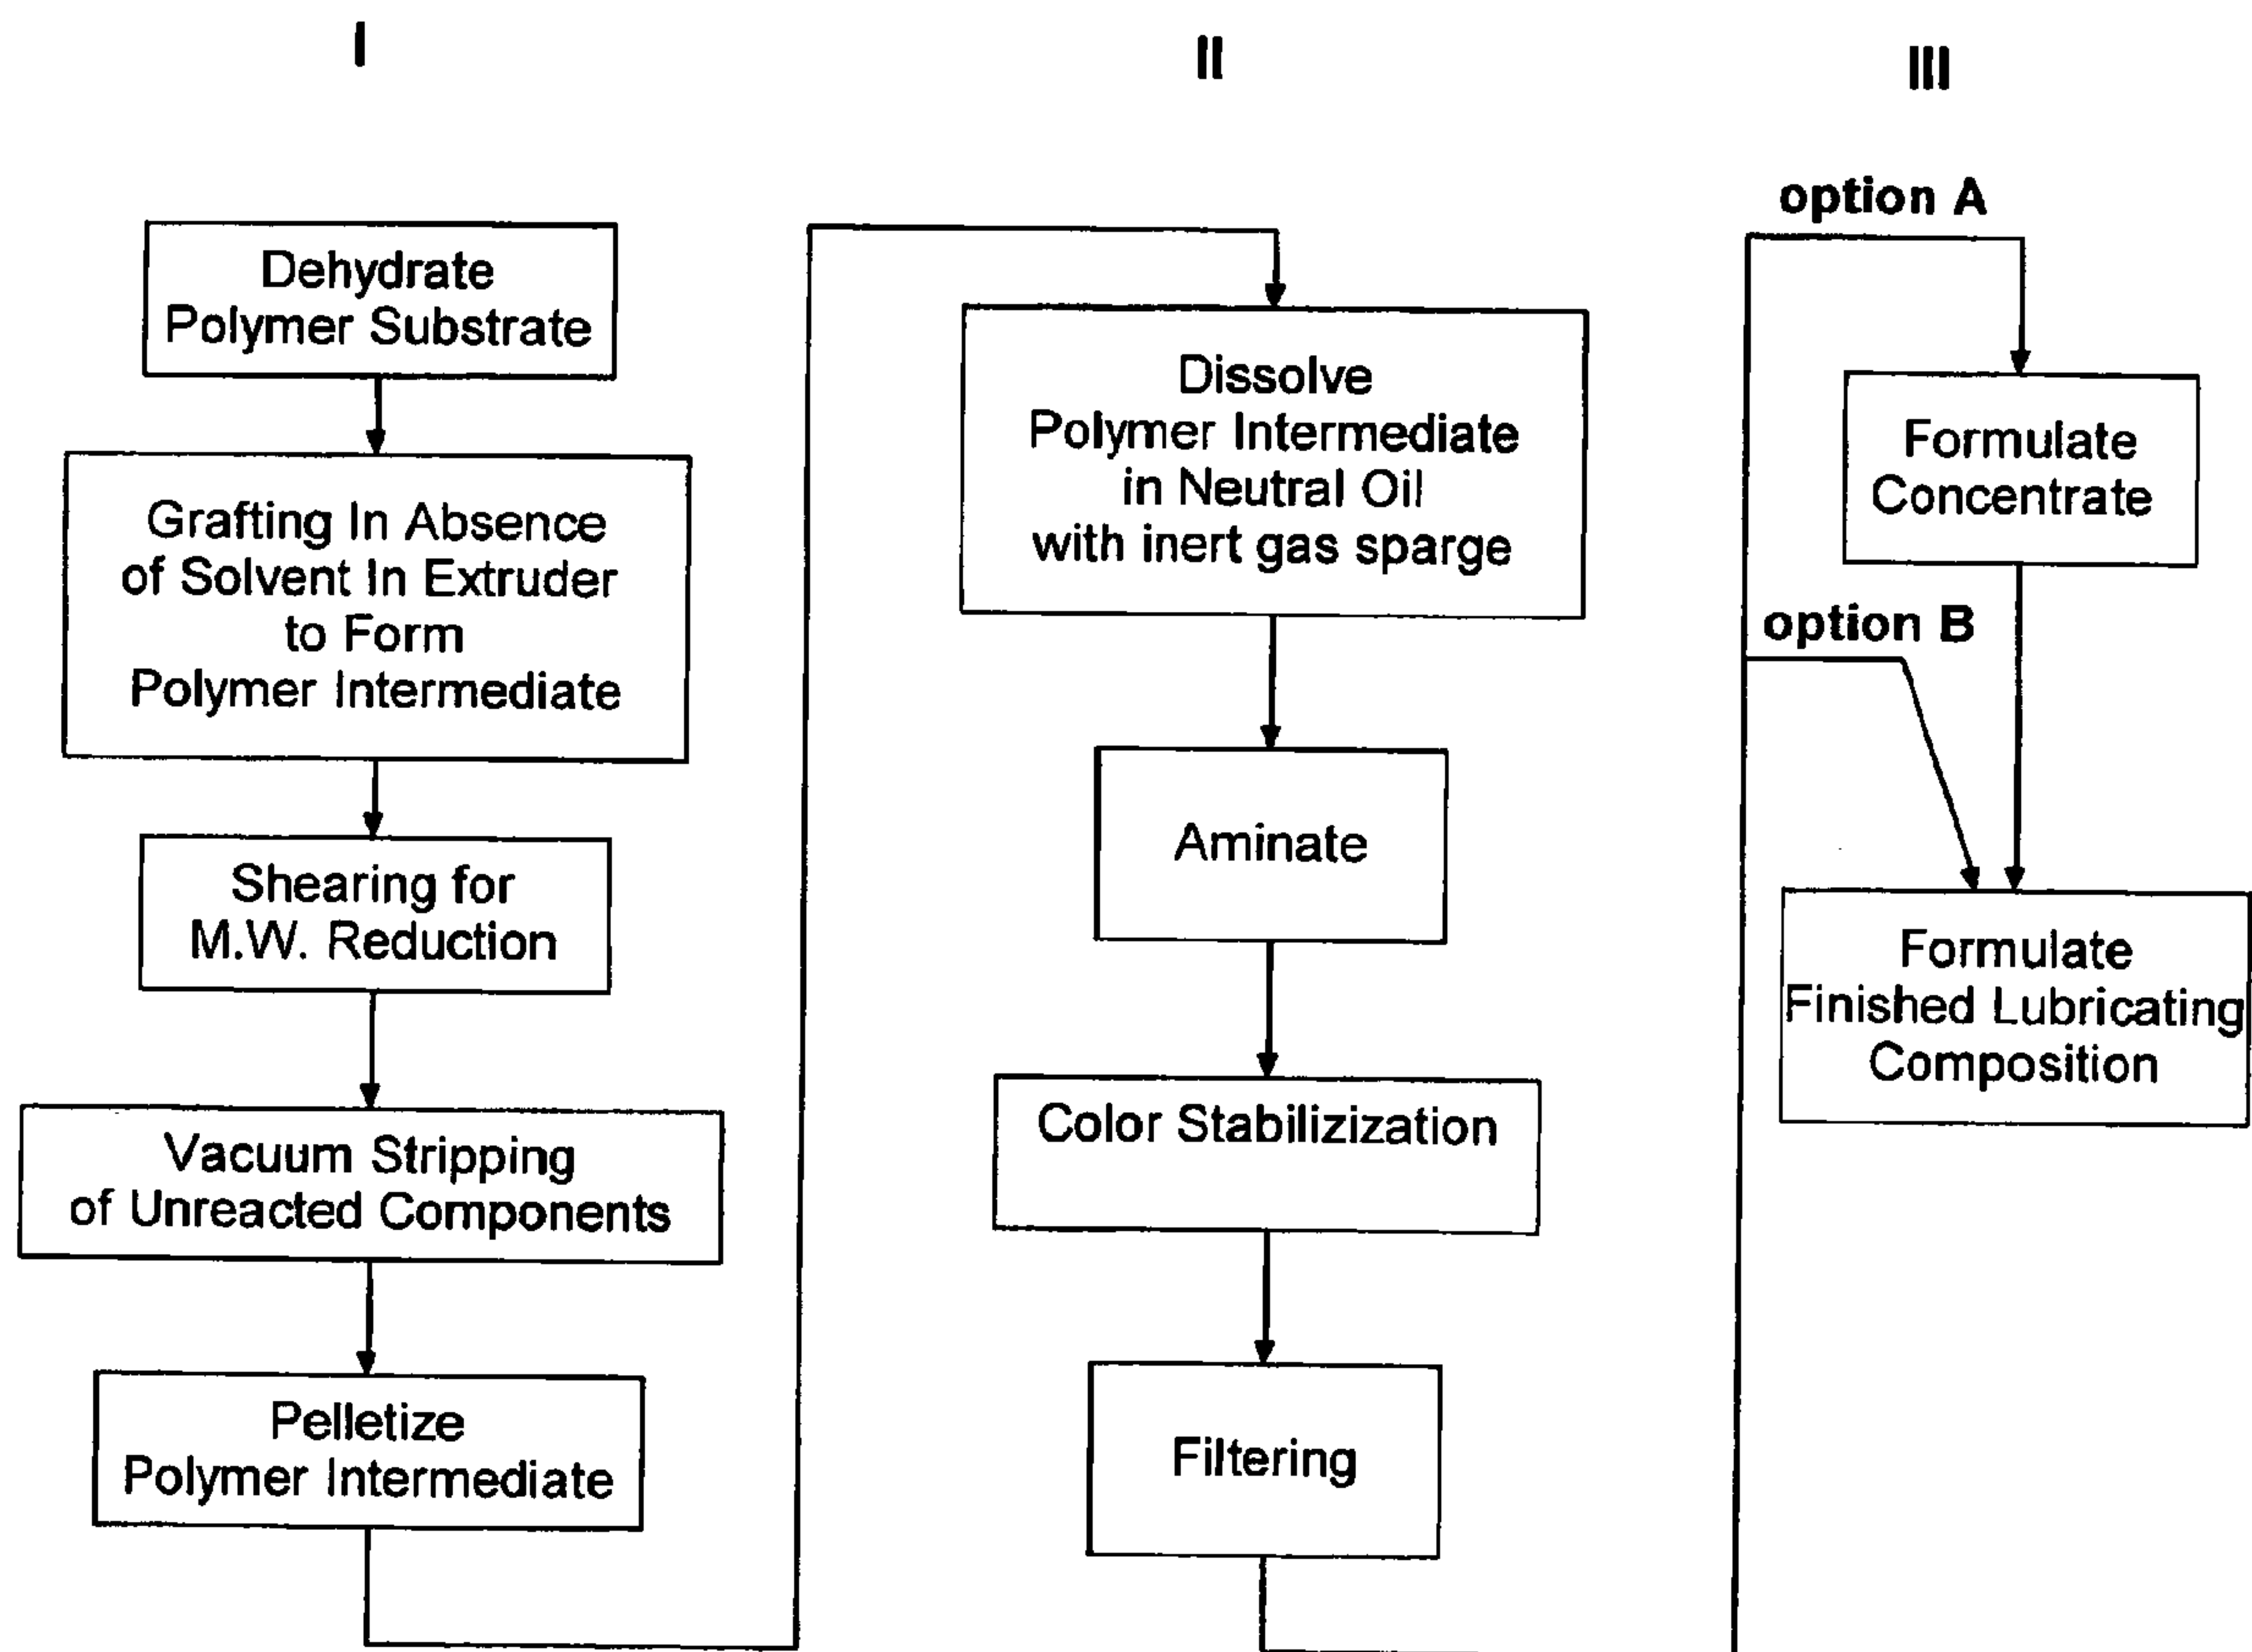 I
II
III
Dehydrate
Polymer Substrate
Grafting In Absence
of Solvent In Extruder
to Form
Polymer Intermediate
Shearing for
M.W. Reduction
Vacuum Stripping
of Unreacted Components
Pelletize
Polymer Intermediate
Dissolve
Polymer Intermediate
in Neutral Oil
with inert gas sparge
Aminate
Color Stabilizization
Filtering
option A
Formulate
Concentrate
option B
Formulate
Finished Lubricating
Composition